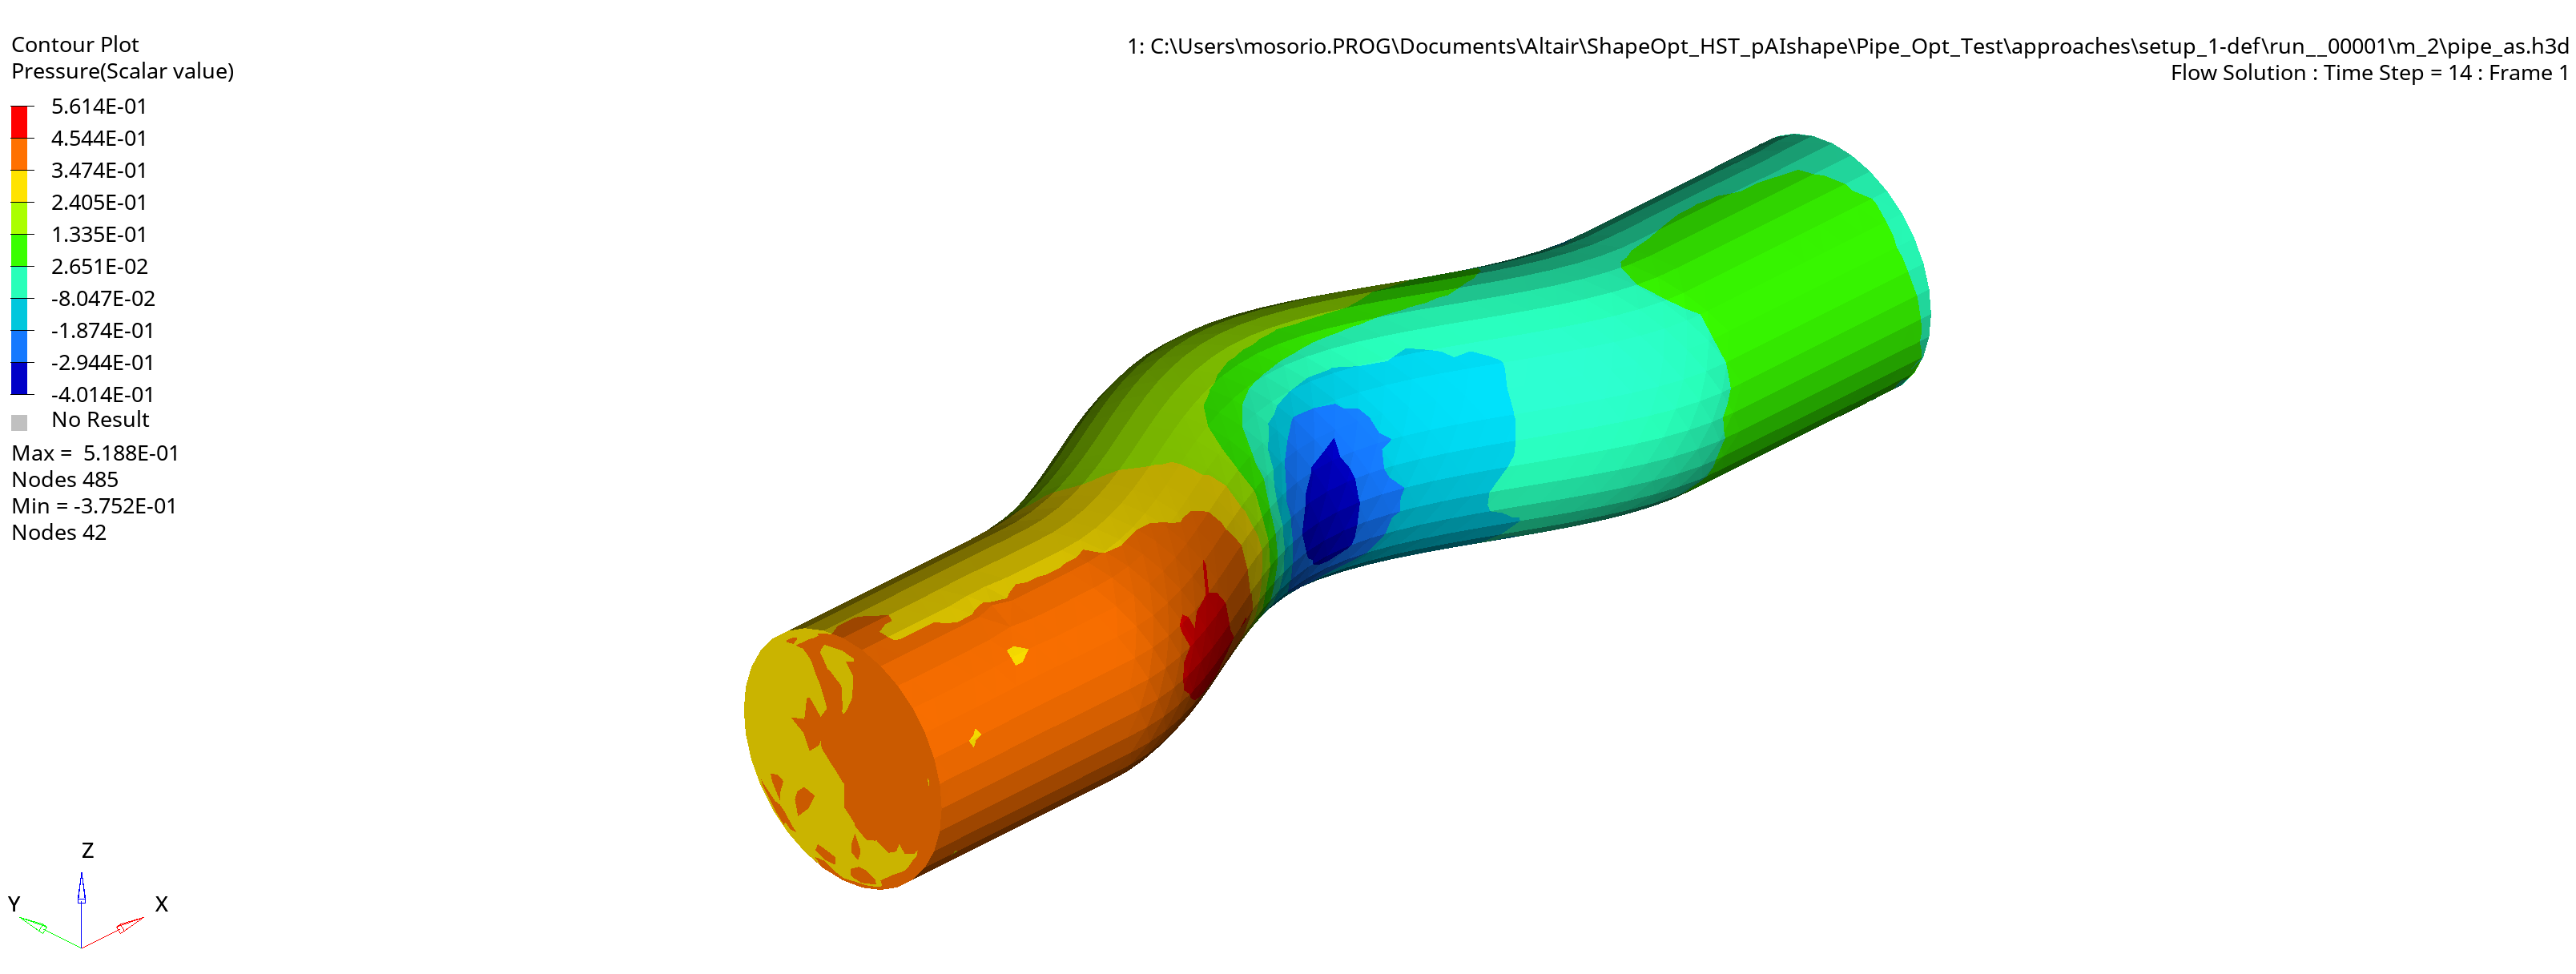 Contour Plot
Pressure(Scalar value)
5.614E-01
4.544E-01
3.474E-01
2.405E-01
1.335E-01
2.651E-02
-8.047E-02
-1.874E-01
-2.944E-01
-4.014E-01
No Result
Max =  5.188E-01
Nodes 485
Min = -3.752E-01
Nodes 42
1: C:\Users\mosorio.PROG\Documents\Altair\ShapeOpt_HST_pAIshape\Pipe_Opt_Test\approaches\setup_1-def\run__00001\m_2\pipe_as.h3d
Flow Solution : Time Step = 14 : Frame 1
Z
Y
X